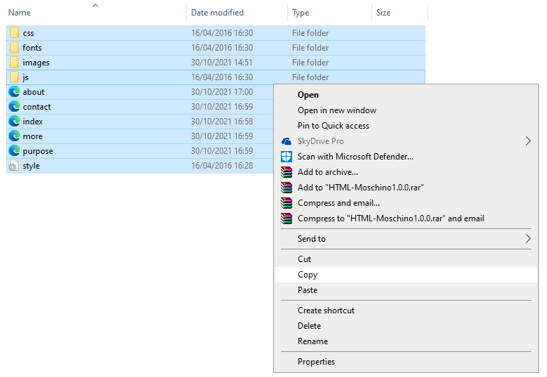 Name Date modified Type Size
css 16/04/2016 16:30 File folder
fonts 16/04/2016 16:30 File folder
images 30/10/2021 14:51 File folder
js 16/04/2016 16:30 File folder
about 30/10/2021 17:00
contact 30/10/2021 16:59
index 30/10/2021 16:58
more 30/10/2021 16:59
purpose 30/10/2021 16:59
style 16/04/2016 16:28
Open
Open in new window
Pin to Quick access
SkyDrive Pro
Scan with Microsoft Defender...
Add to archive...
Add to "HTML-Moschino1.0.0.rar"
Compress and email...
Compress to "HTML-Moschino1.0.0.rar" and email
Send to
Cut
Copy
Paste
Create shortcut
Delete
Rename
Properties